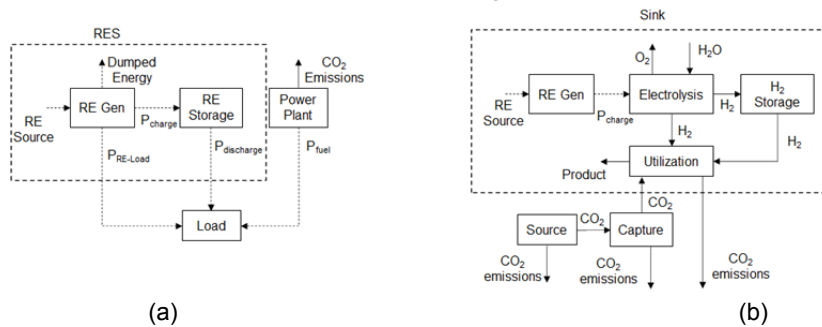 RES
Dumped
Energy
CO2
Emissions
RE Gen
RE
Storage
Power
Plant
RE
Source
Pcharge
PRE-Load
Pdischarge
Pfuel
Load
(a)
Sink
O2
H2O
RE Gen
Electrolysis
H2
Storage
RE
Source
Pcharge
H2
H2
H2
Product
Utilization
CO2
Source
CO2
Capture
CO2
emissions
CO2
emissions
CO2
emissions
(b)